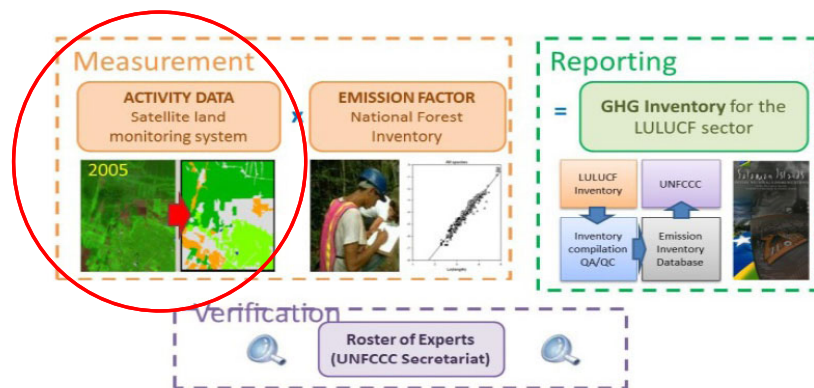 Measurement
ACTIVITY DATA
Satellite land
monitoring system
x
EMISSION FACTOR
National Forest
Inventory
2005
Reporting
=
GHG Inventory for the
LULUCF sector
LULUCF
Inventory
UNFCCC
Inventory
compilation
QA/QC
Emission
Inventory
Database
Verification
Roster of Experts
(UNFCCC Secretariat)